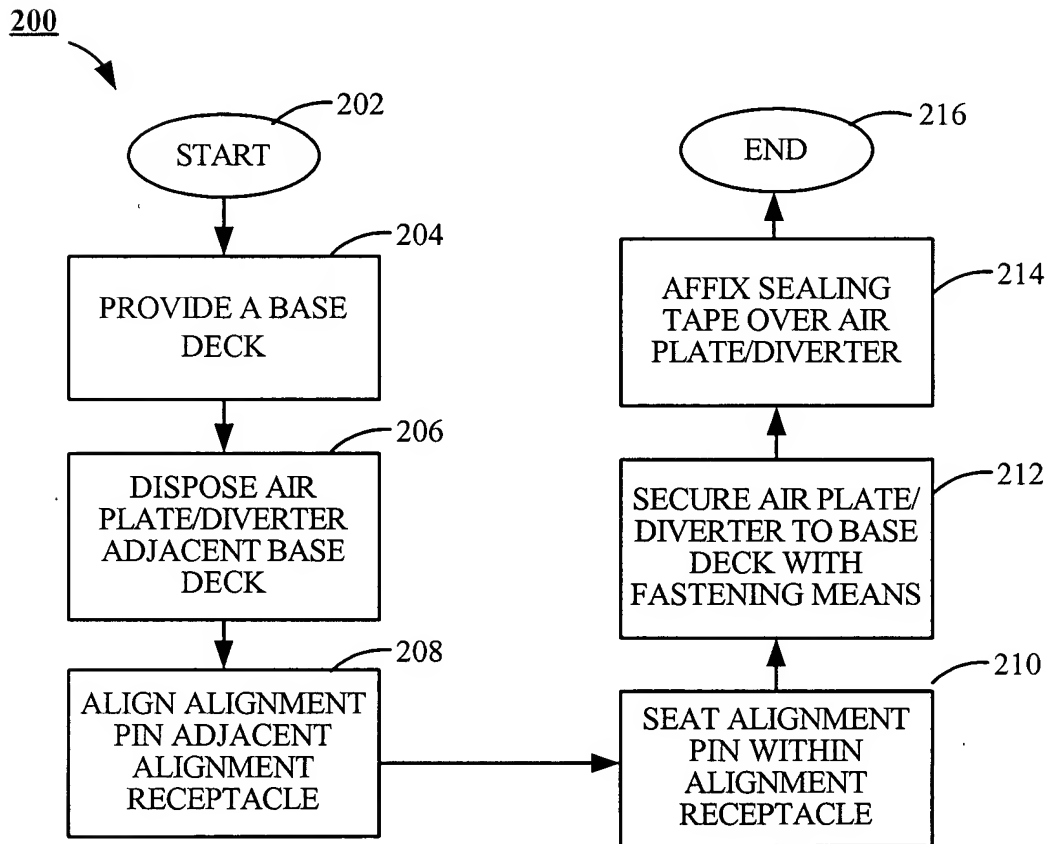 200
202
START
204
PROVIDE A BASE
DECK
206
DISPOSE AIR
PLATE/DIVERTER
ADJACENT BASE
DECK
208
ALIGN ALIGNMENT
PIN ADJACENT
ALIGNMENT
RECEPTACLE
210
SEAT ALIGNMENT
PIN WITHIN
ALIGNMENT
RECEPTACLE
212
SECURE AIR PLATE/
DIVERTER TO BASE
DECK WITH
FASTENING MEANS
214
AFFIX SEALING
TAPE OVER AIR
PLATE/DIVERTER
216
END